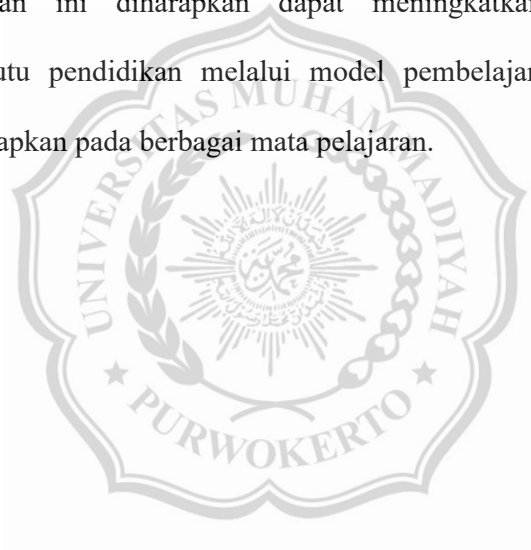 an ini diharapkan dapat meningkatkan
utu pendidikan melalui model pembelajar
apkan pada berbagai mata pelajaran.
UNIVERSITAS MUHAMMADIYAH
PURWOKERTO